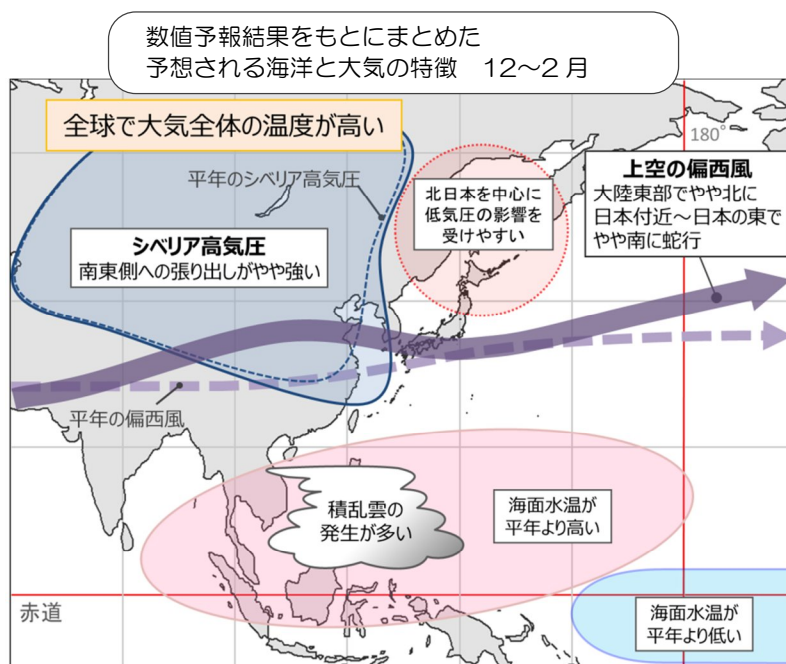 数値予報結果をもとにまとめた
予想される海洋と大気の特徴　12～2月
全球で大気全体の温度が高い
180°
平年のシベリア高気圧
北日本を中心に
低気圧の影響を
受けやすい
上空の偏西風
大陸東部でやや北に
日本付近～日本の東で
やや南に蛇行
シベリア高気圧
南東側への張り出しがやや強い
平年の偏西風
積乱雲の
発生が多い
海面水温が
平年より高い
赤道
海面水温が
平年より低い